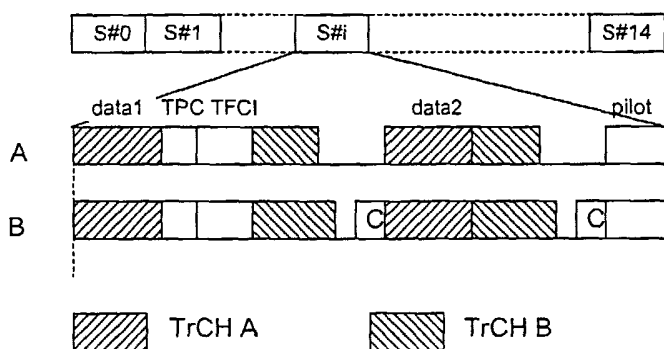 S#0 S#1 S#i S#14
data1 TPC TFCI data2 pilot
A
B C C
TrCH A TrCH B